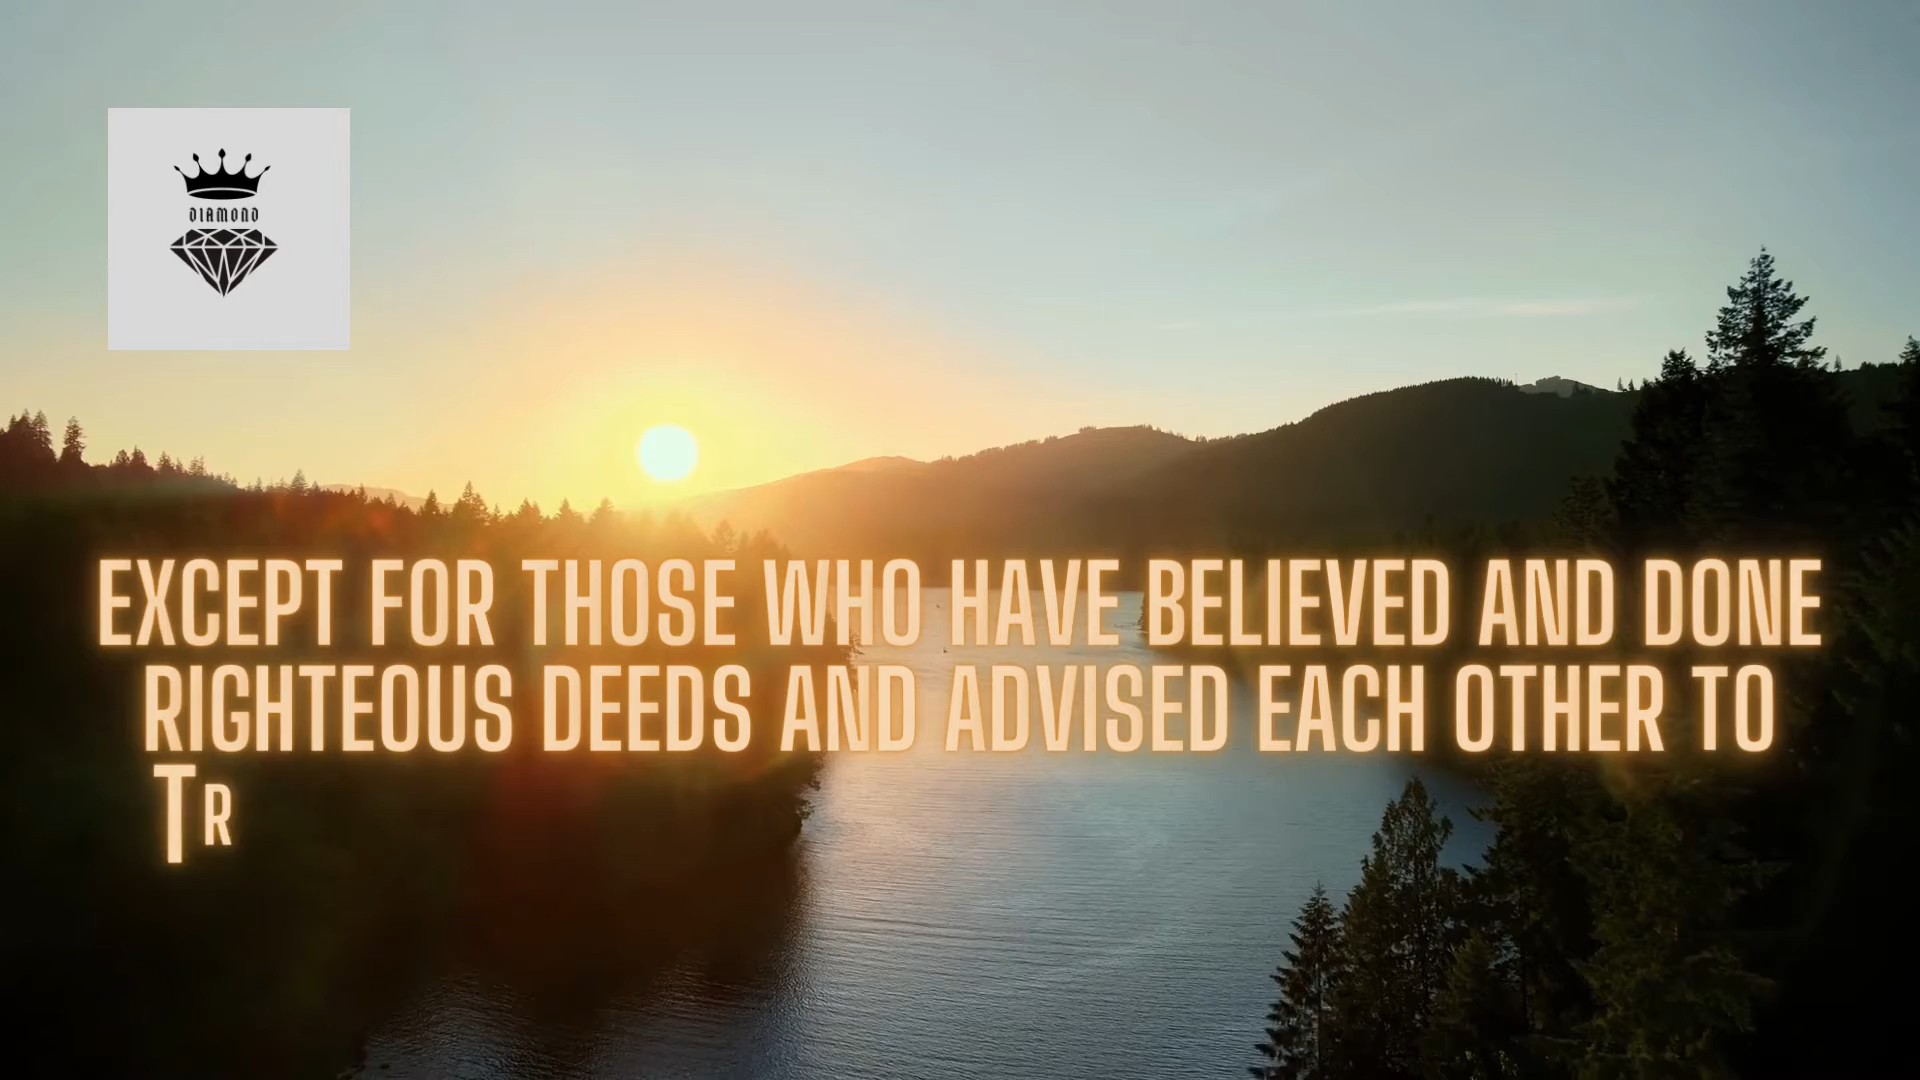 DIAMOND
EXCEPT FOR THOSE WHO HAVE BELIEVED AND DONE
RIGHTEOUS DEEDS AND ADVISED EACH OTHER TO
TR